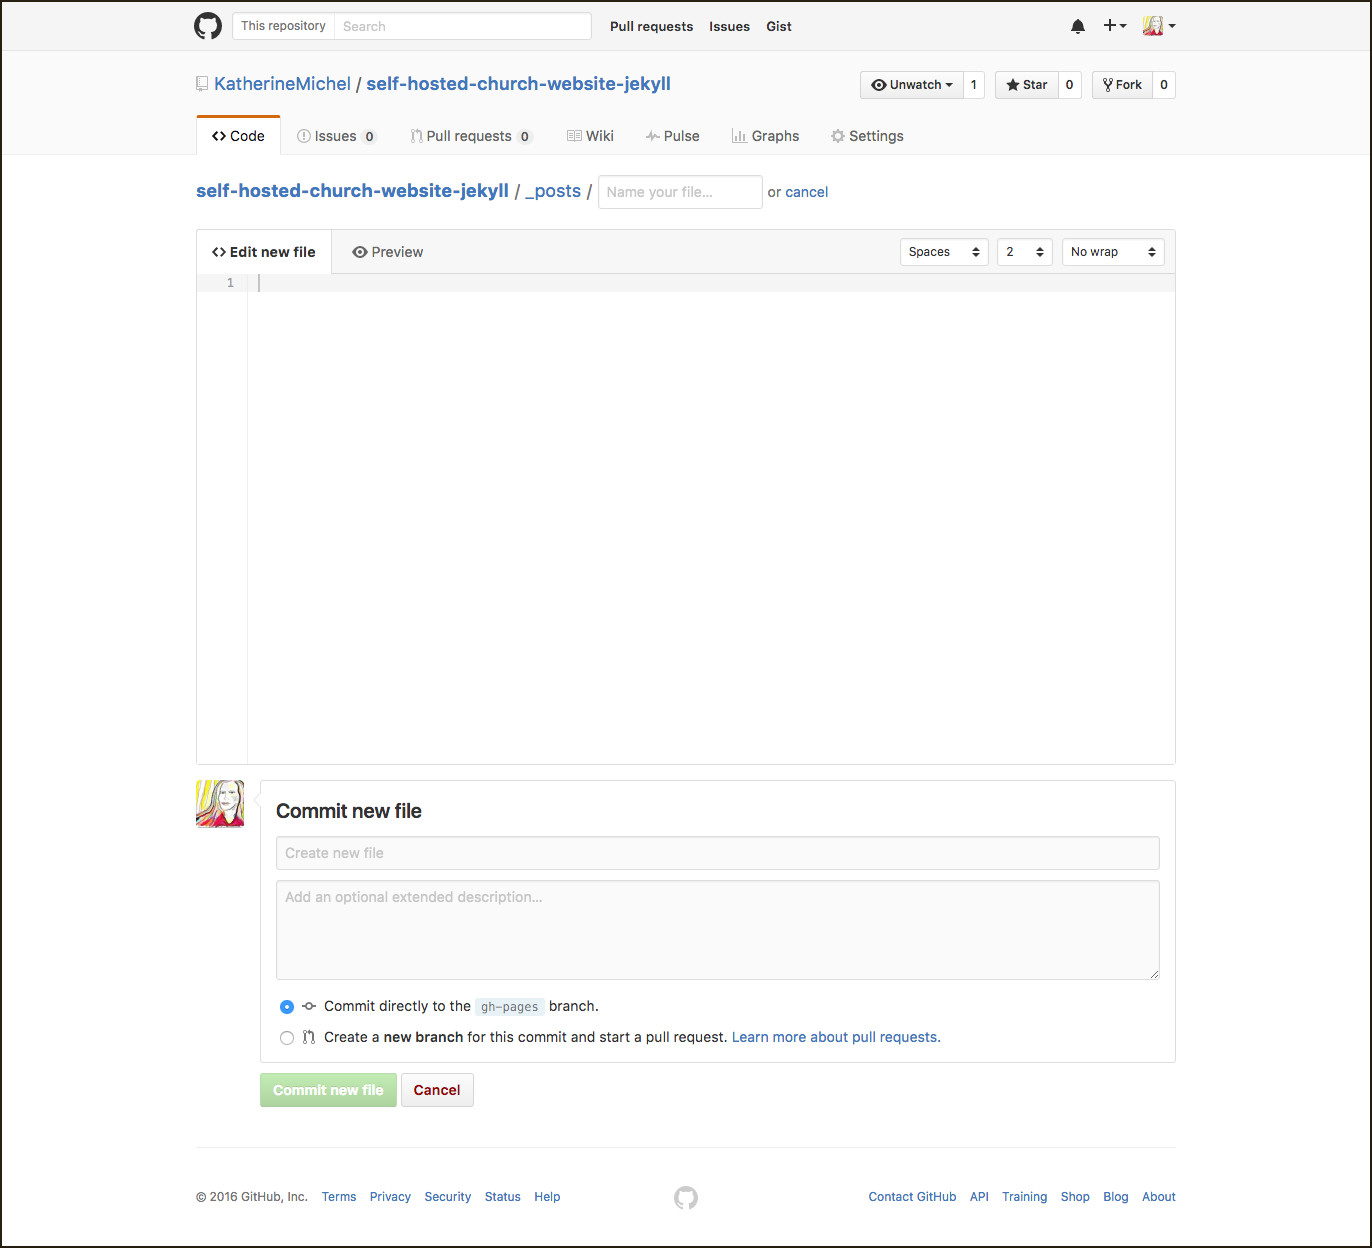 This repository Search Pull requests Issues Gist
KatherineMichel / self-hosted-church-website-jekyll Unwatch 1 Star 0 Fork 0
Code Issues 0 Pull requests 0 Wiki Pulse Graphs Settings
self-hosted-church-website-jekyll / _posts / Name your file... or cancel
Edit new file Preview Spaces 2 No wrap
1
Commit new file
Create new file
Add an optional extended description...
Commit directly to the gh-pages branch.
Create a new branch for this commit and start a pull request. Learn more about pull requests.
Commit new file Cancel
© 2016 GitHub, Inc. Terms Privacy Security Status Help Contact GitHub API Training Shop Blog About